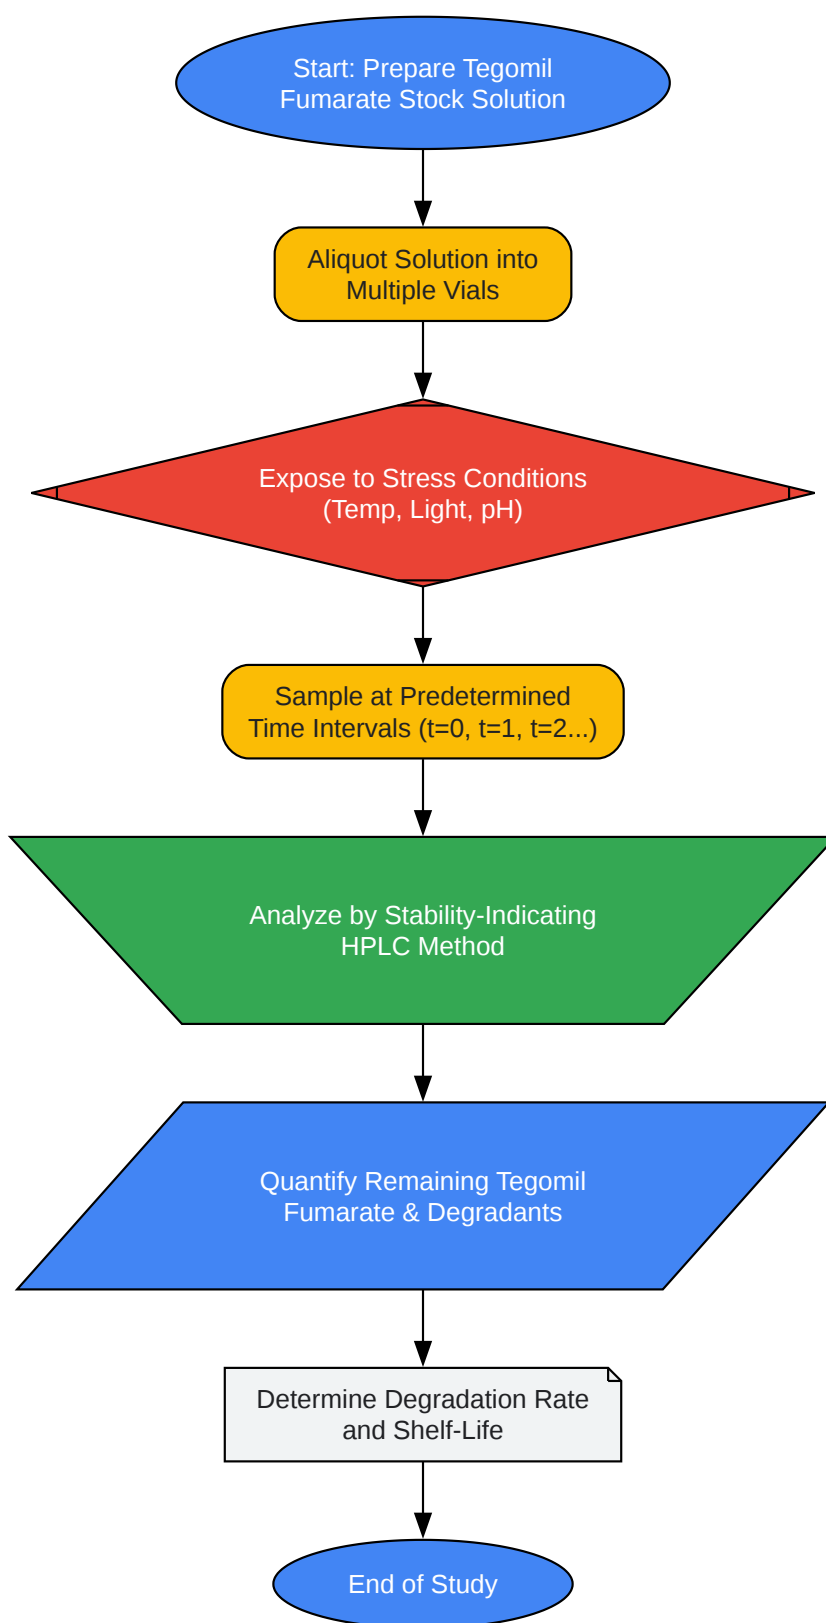 Start: Prepare Tegomil
Fumarate Stock Solution
Aliquot Solution into
Multiple Vials
Expose to Stress Conditions
(Temp, Light, pH)
Sample at Predetermined
Time Intervals (t=0, t=1, t=2...)
Analyze by Stability-Indicating
HPLC Method
Quantify Remaining Tegomil
Fumarate & Degradants
Determine Degradation Rate
and Shelf-Life
End of Study